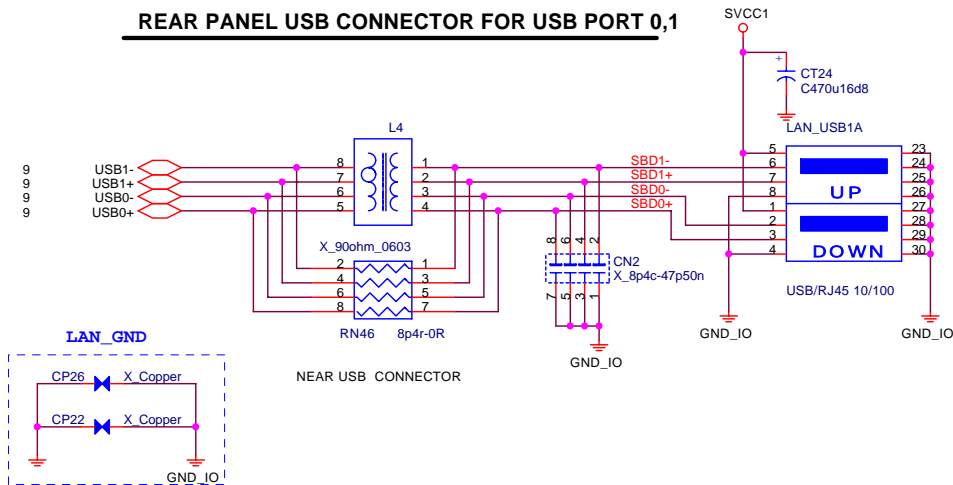 REAR PANEL USB CONNECTOR FOR USB PORT 0,1
SVCC1
+
CT24
C470u16d8
L4
LAN_USB1A
9 USB1- 8 1 SBD1- 5 23
9 USB1+ 7 2 SBD1+ 6 24
9 USB0- 6 3 SBD0- 7 25
9 USB0+ 5 4 SBD0+ 8 UP 26
1 27
2 28
3 29
4 DOWN 30
X_90ohm_0603
2 1
4 3
6 5
8 7
RN46 8p4r-0R
8 6 4 2
CN2
X_8p4c-47p50n
7 5 3 1
USB/RJ45 10/100
GND_IO
GND_IO
GND_IO
LAN_GND
NEAR USB CONNECTOR
CP26 X_Copper
CP22 X_Copper
GND_IO